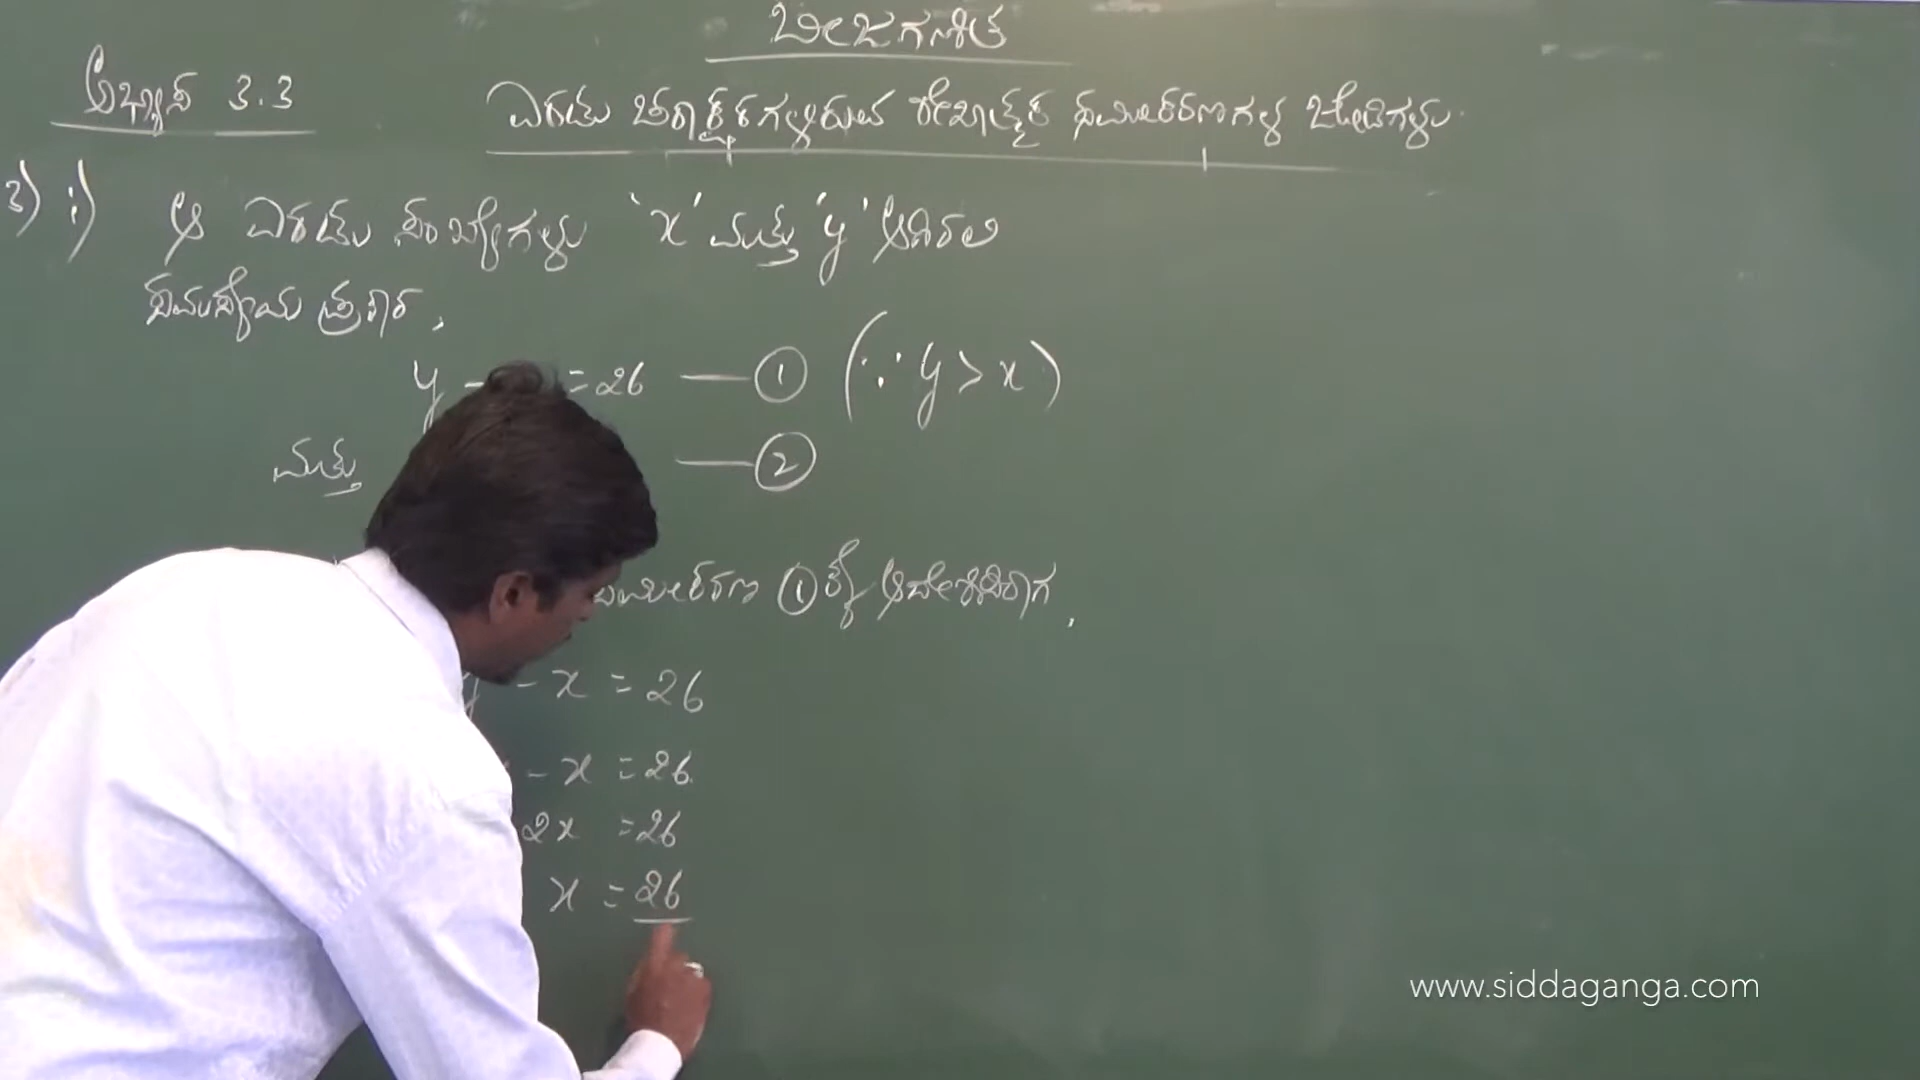 ಬೀಜಗಣಿತ
ಅಭ್ಯಾಸ 3.3
ಎರಡು ಚರಾಕ್ಷರಗಳ್ಳಿರುವ ರೇಖಾತ್ಮಕ ಸಮೀಕರಣಗಳ ಜೋಡಿಗಳು.
3) i) ಆ ಎರಡು ಸಂಖ್ಯೆಗಳು 'x' ಮತ್ತು 'y' ಆಗಿರಲಿ
ಸಮಸ್ಯೆಯ ಪ್ರಕಾರ,
y - = 26 — ① (∵ y > x)
ಮತ್ತು — ②
ಸಮೀಕರಣ ① ಕ್ಕೆ ಆದೇಶಿಸಿದಾಗ,
- x = 26
- x = 26
2x = 26
x = 26
www.siddaganga.com